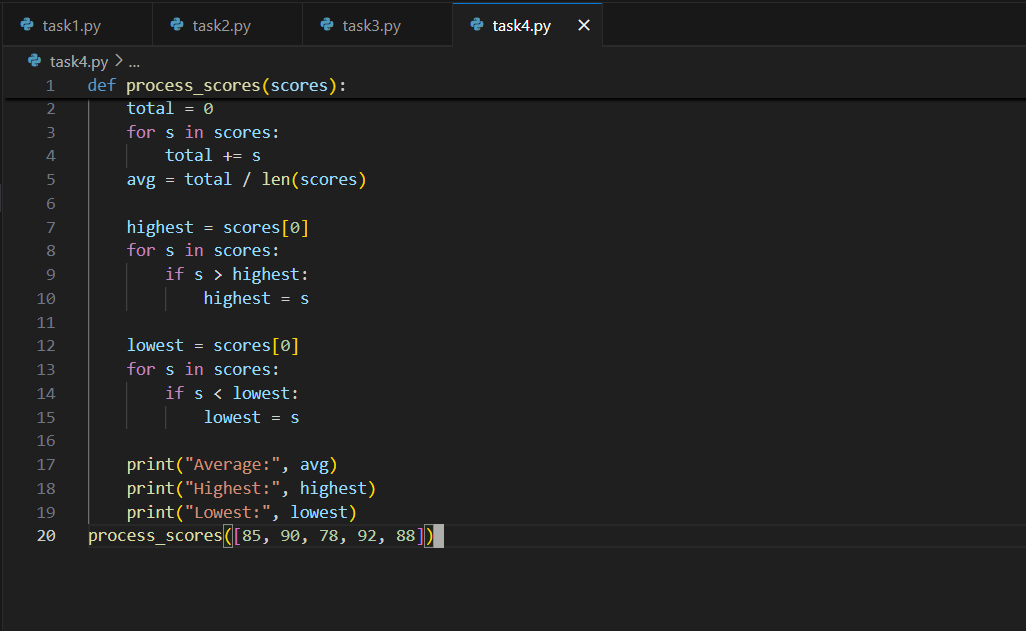 task1.py task2.py task3.py task4.py ×
task4.py > ...
1 def process_scores(scores):
2     total = 0
3     for s in scores:
4         total += s
5     avg = total / len(scores)
6
7     highest = scores[0]
8     for s in scores:
9         if s > highest:
10             highest = s
11
12     lowest = scores[0]
13     for s in scores:
14         if s < lowest:
15             lowest = s
16
17     print("Average:", avg)
18     print("Highest:", highest)
19     print("Lowest:", lowest)
20 process_scores([85, 90, 78, 92, 88])